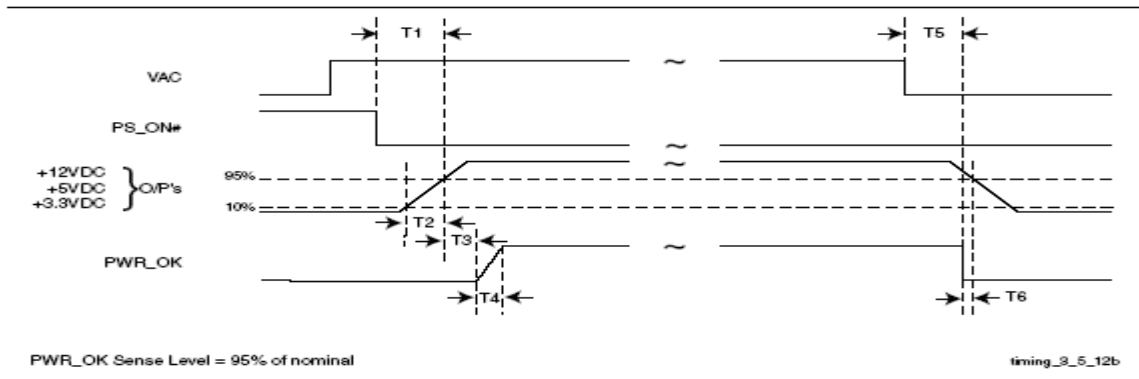 T1
T5
VAC
~
PS_ON#
~
+12VDC
+5VDC
+3.3VDC
} O/P's
95%
10%
~
T2
T3
PWR_OK
~
T4
T6
PWR_OK Sense Level = 95% of nominal
timing_3_5_12b